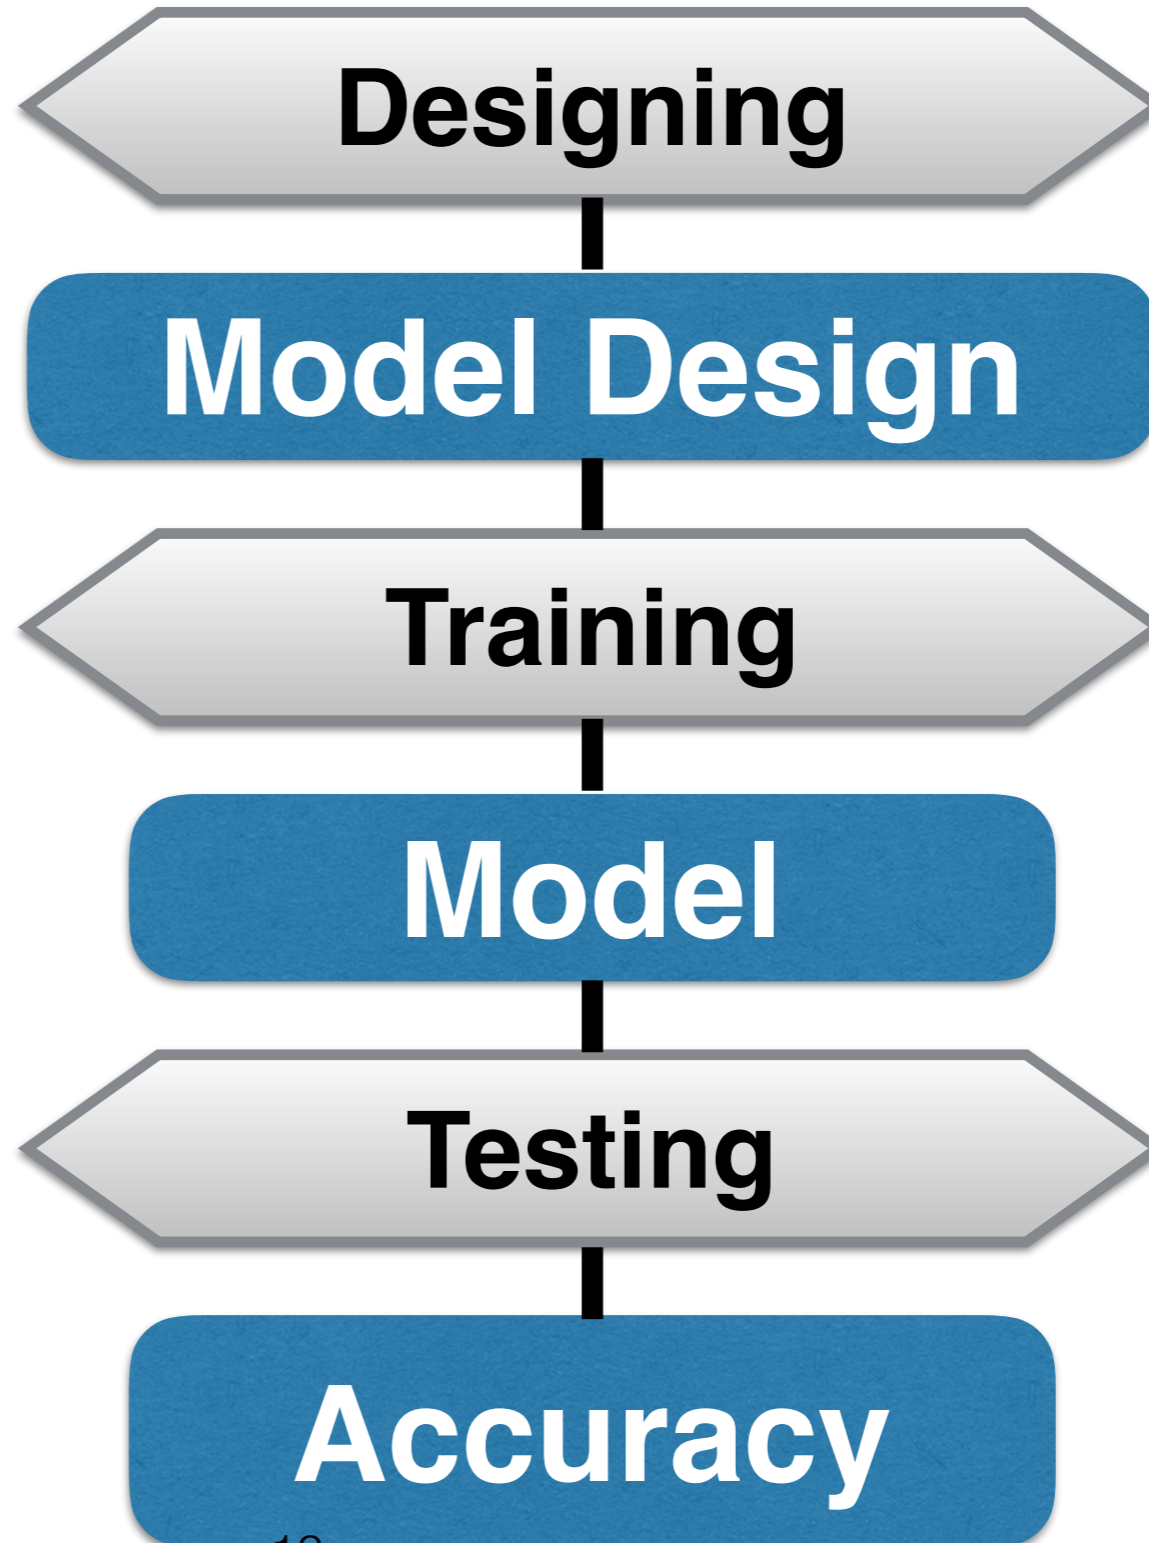 Designing
Model Design
Training
Model
Testing
Accuracy